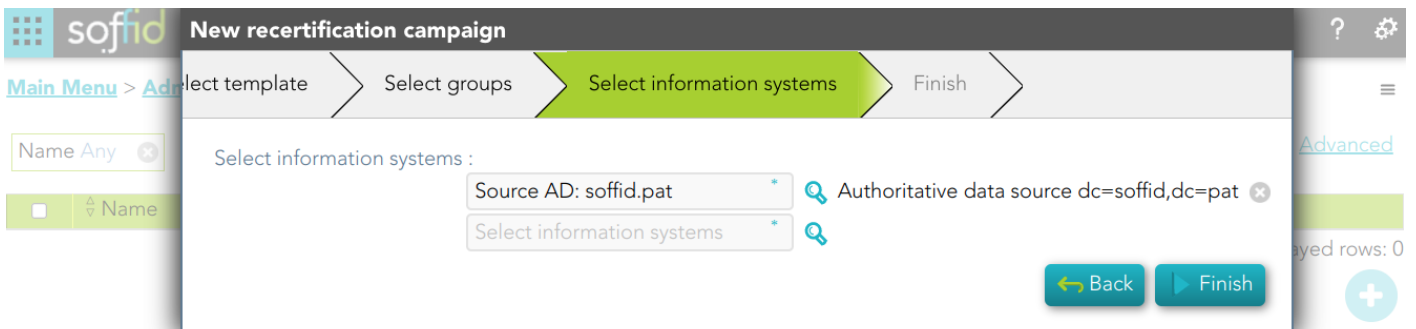 soffid
New recertification campaign
?
Main Menu > Adm
lect template
Select groups
Select information systems
Finish
Name Any
Select information systems :
Advanced
Source AD: soffid.pat *
Authoritative data source dc=soffid,dc=pat
Name
Select information systems *
ayed rows: 0
Back
Finish